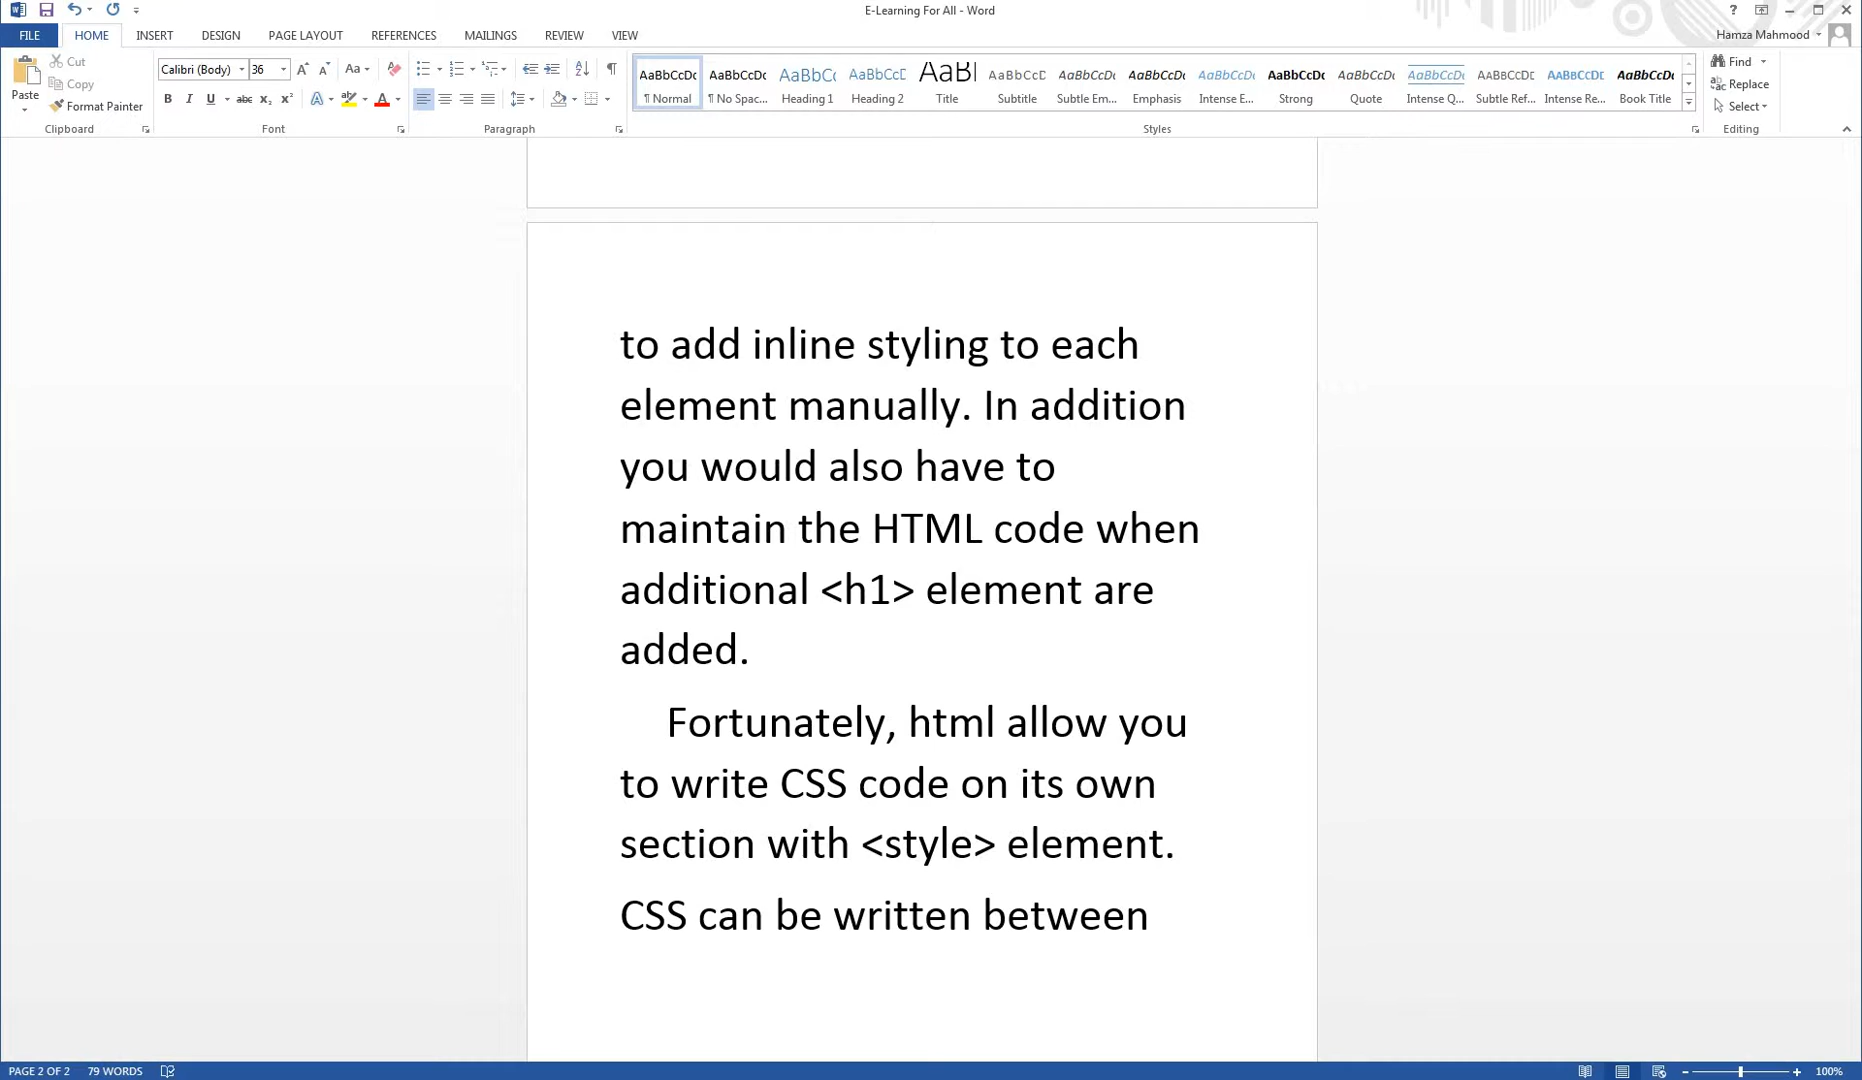 E-Learning For All - Word
?
FILE
HOME
INSERT
DESIGN
PAGE LAYOUT
REFERENCES
MAILINGS
REVIEW
VIEW
Hamza Mahmood
Paste
Cut
Copy
Format Painter
Clipboard
Calibri (Body)
36
Font
Paragraph
AaBbCcDc
¶ Normal
AaBbCcDc
¶ No Spac...
AaBbCc
Heading 1
AaBbCcD
Heading 2
AaBl
Title
AaBbCcD
Subtitle
AaBbCcDc
Subtle Em...
AaBbCcDc
Emphasis
AaBbCcDc
Intense E...
AaBbCcDc
Strong
AaBbCcDc
Quote
AaBbCcDc
Intense Q...
AaBbCcDc
Subtle Ref...
AaBbCcDc
Intense Re...
AaBbCcDc
Book Title
Styles
Find
Replace
Select
Editing
to add inline styling to each
element manually. In addition
you would also have to
maintain the HTML code when
additional <h1> element are
added.
Fortunately, html allow you
to write CSS code on its own
section with <style> element.
CSS can be written between
PAGE 2 OF 2
79 WORDS
100%